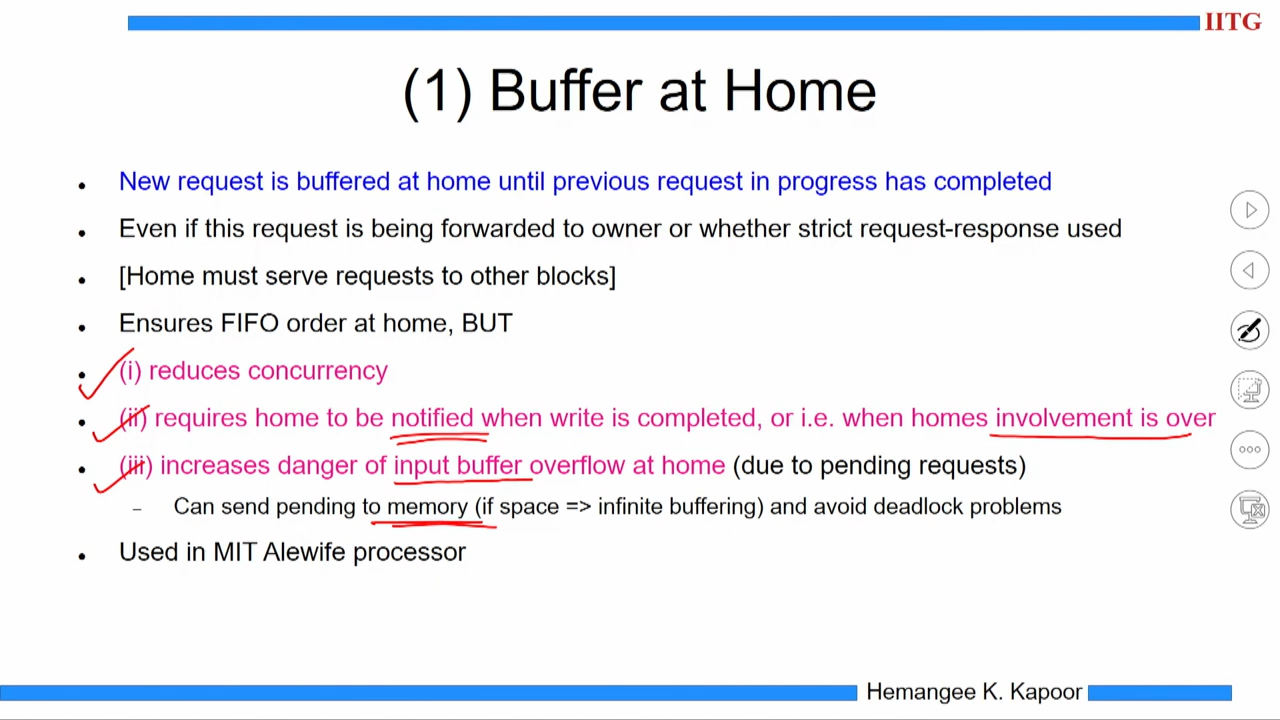 IITG
(1) Buffer at Home
• New request is buffered at home until previous request in progress has completed
• Even if this request is being forwarded to owner or whether strict request-response used
• [Home must serve requests to other blocks]
• Ensures FIFO order at home, BUT
• (i) reduces concurrency
• (ii) requires home to be notified when write is completed, or i.e. when homes involvement is over
• (iii) increases danger of input buffer overflow at home (due to pending requests)
– Can send pending to memory (if space => infinite buffering) and avoid deadlock problems
• Used in MIT Alewife processor
Hemangee K. Kapoor